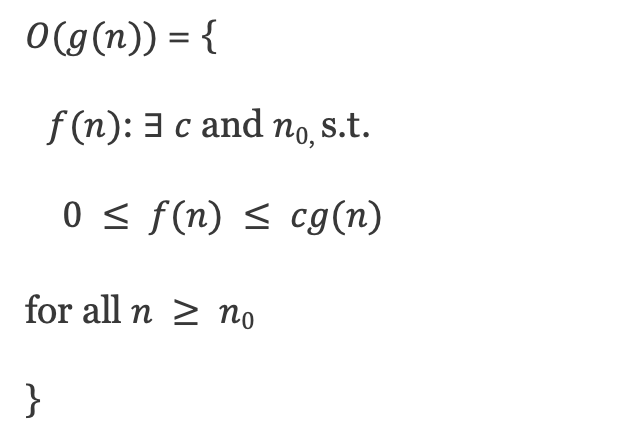 O(g(n)) = {
f(n): ∃ c and n₀, s.t.
0 ≤ f(n) ≤ cg(n)
for all n ≥ n₀
}